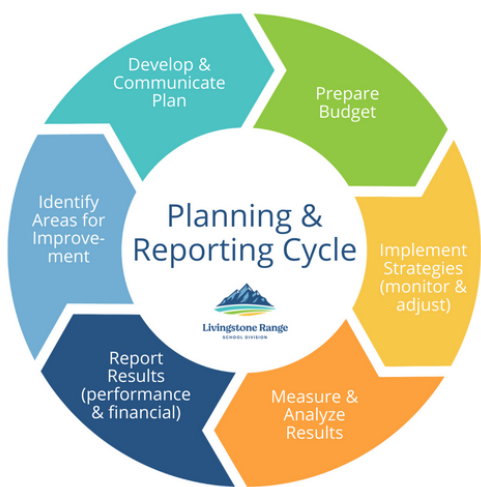 Develop &
Communicate
Plan
Prepare
Budget
Implement
Strategies
(monitor &
adjust)
Measure &
Analyze
Results
Report
Results
(performance
& financial)
Identify
Areas for
Improve-
ment
Planning &
Reporting Cycle
Livingstone Range
SCHOOL DIVISION